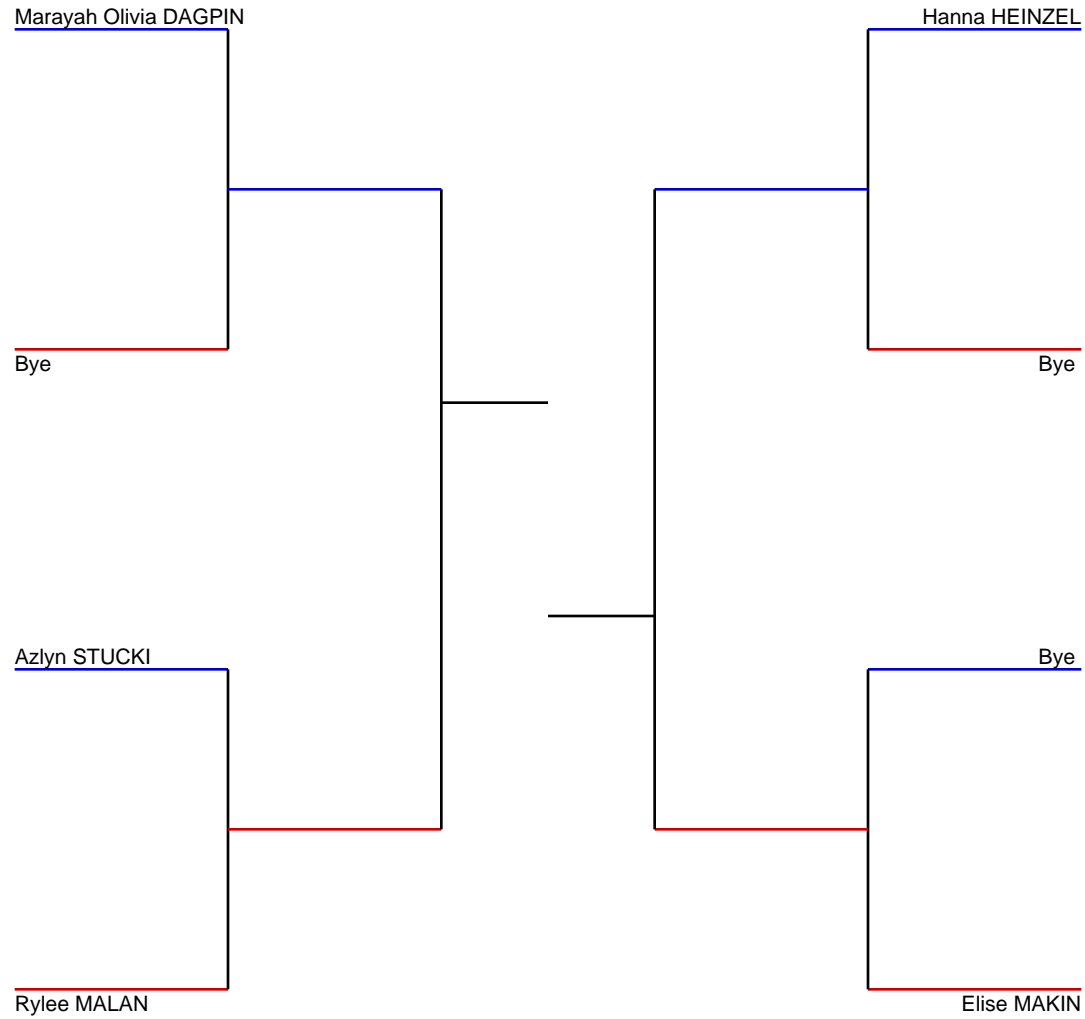 Marayah Olivia DAGPIN
Hanna HEINZEL
Bye
Bye
Azlyn STUCKI
Bye
Rylee MALAN
Elise MAKIN